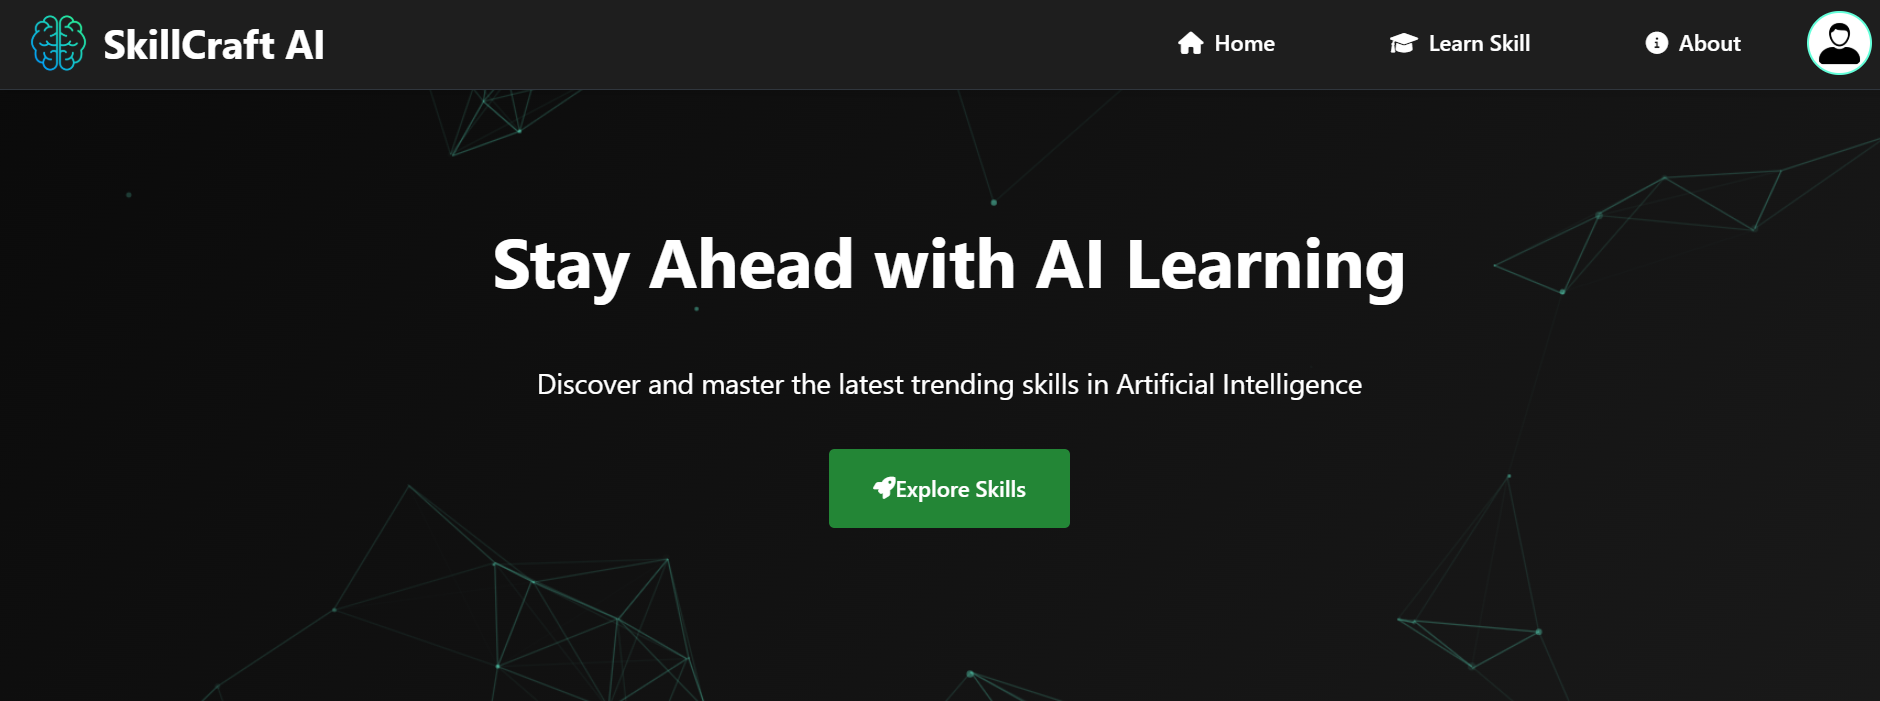 SkillCraft AI
Home
Learn Skill
About
Stay Ahead with AI Learning
Discover and master the latest trending skills in Artificial Intelligence
Explore Skills